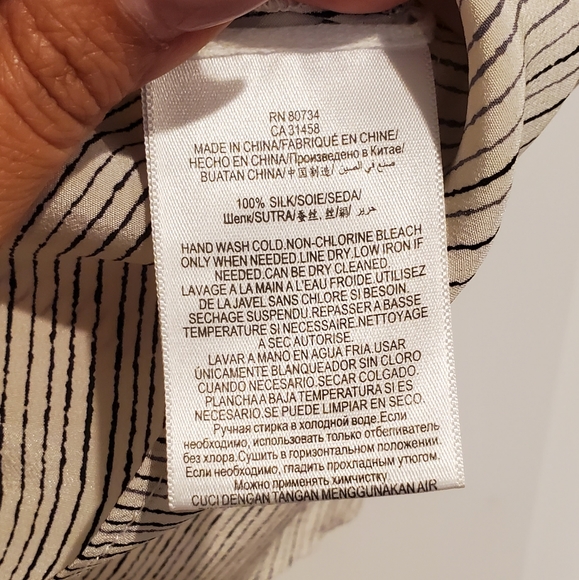 RN 80734
CA 31458
MADE IN CHINA/FABRIQUÉ EN CHINE/
HECHO EN CHINA/Произведено в Китае/
BUATAN CHINA/中国制造/ صنع في الصين
100% SILK/SOIE/SEDA/
Шелк/SUTRA/蚕丝, 丝/ حرير
HAND WASH COLD.NON-CHLORINE BLEACH
ONLY WHEN NEEDED.LINE DRY.LOW IRON IF
NEEDED.CAN BE DRY CLEANED.
LAVAGE A LA MAIN A L'EAU FROIDE.UTILISEZ
DE LA JAVEL SANS CHLORE SI BESOIN.
SECHAGE SUSPENDU.REPASSER A BASSE
TEMPERATURE SI NECESSAIRE.NETTOYAGE
A SEC AUTORISE.
LAVAR A MANO EN AGUA FRIA.USAR
ÚNICAMENTE BLANQUEADOR SIN CLORO
CUANDO NECESARIO.SECAR COLGADO.
PLANCHA A BAJA TEMPERATURA SI ES
NECESARIO.SE PUEDE LIMPIAR EN SECO.
Ручная стирка в холодной воде.Если
необходимо, использовать только отбеливатель
без хлора.Сушить в горизонтальном положении.
Если необходимо, гладить прохладным утюгом.
Можно применять химчистку
CUCI DENGAN TANGAN MENGGUNAKAN AIR